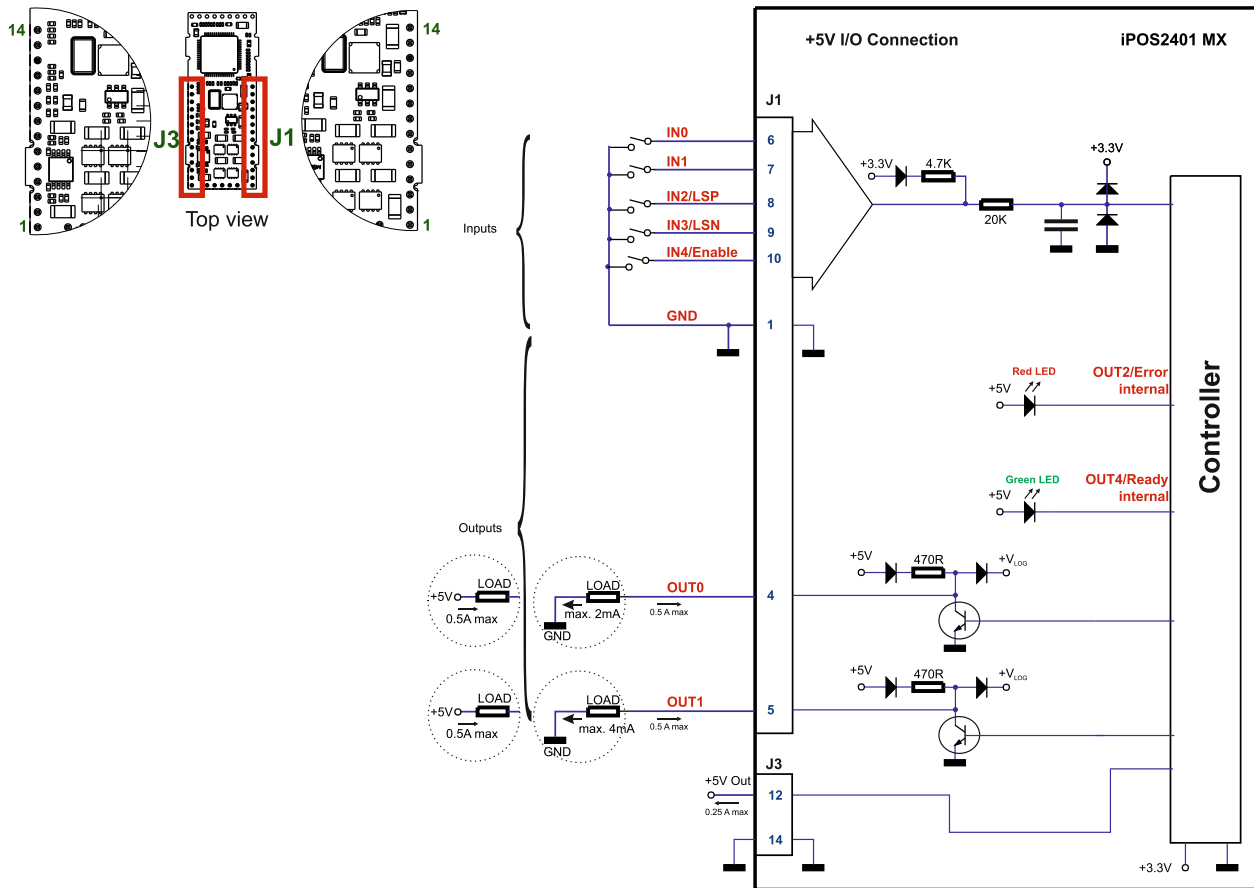 14
1
J3
J1
14
1
Top view
+5V I/O Connection
iPOS2401 MX
J1
Inputs
IN0
6
IN1
7
IN2/LSP
8
IN3/LSN
9
IN4/Enable
10
GND
1
+3.3V
4.7K
20K
+3.3V
Controller
Red LED
+5V
OUT2/Error
internal
Green LED
+5V
OUT4/Ready
internal
Outputs
+5V
LOAD
0.5A max
LOAD
max. 2mA
GND
OUT0
0.5 A max
4
+5V
470R
+VLOG
+5V
LOAD
0.5A max
LOAD
max. 4mA
GND
OUT1
0.5 A max
5
+5V
470R
+VLOG
J3
+5V Out
0.25 A max
12
14
+3.3V